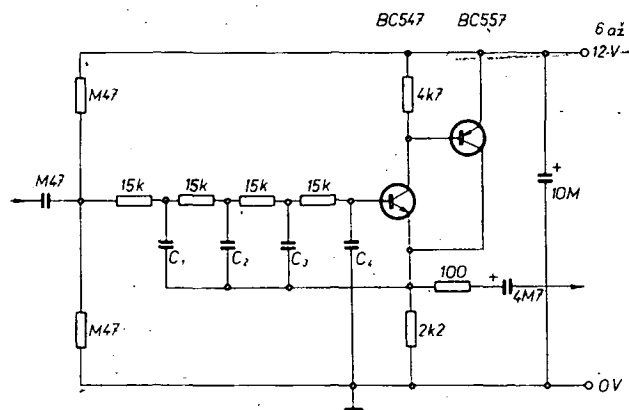 BC547 BC557
6 až
12 V
M47
4k7
M47
15k 15k 15k 15k
+
10M
C1 C2 C3 C4
100
+
4M7
M47
2k2
0V